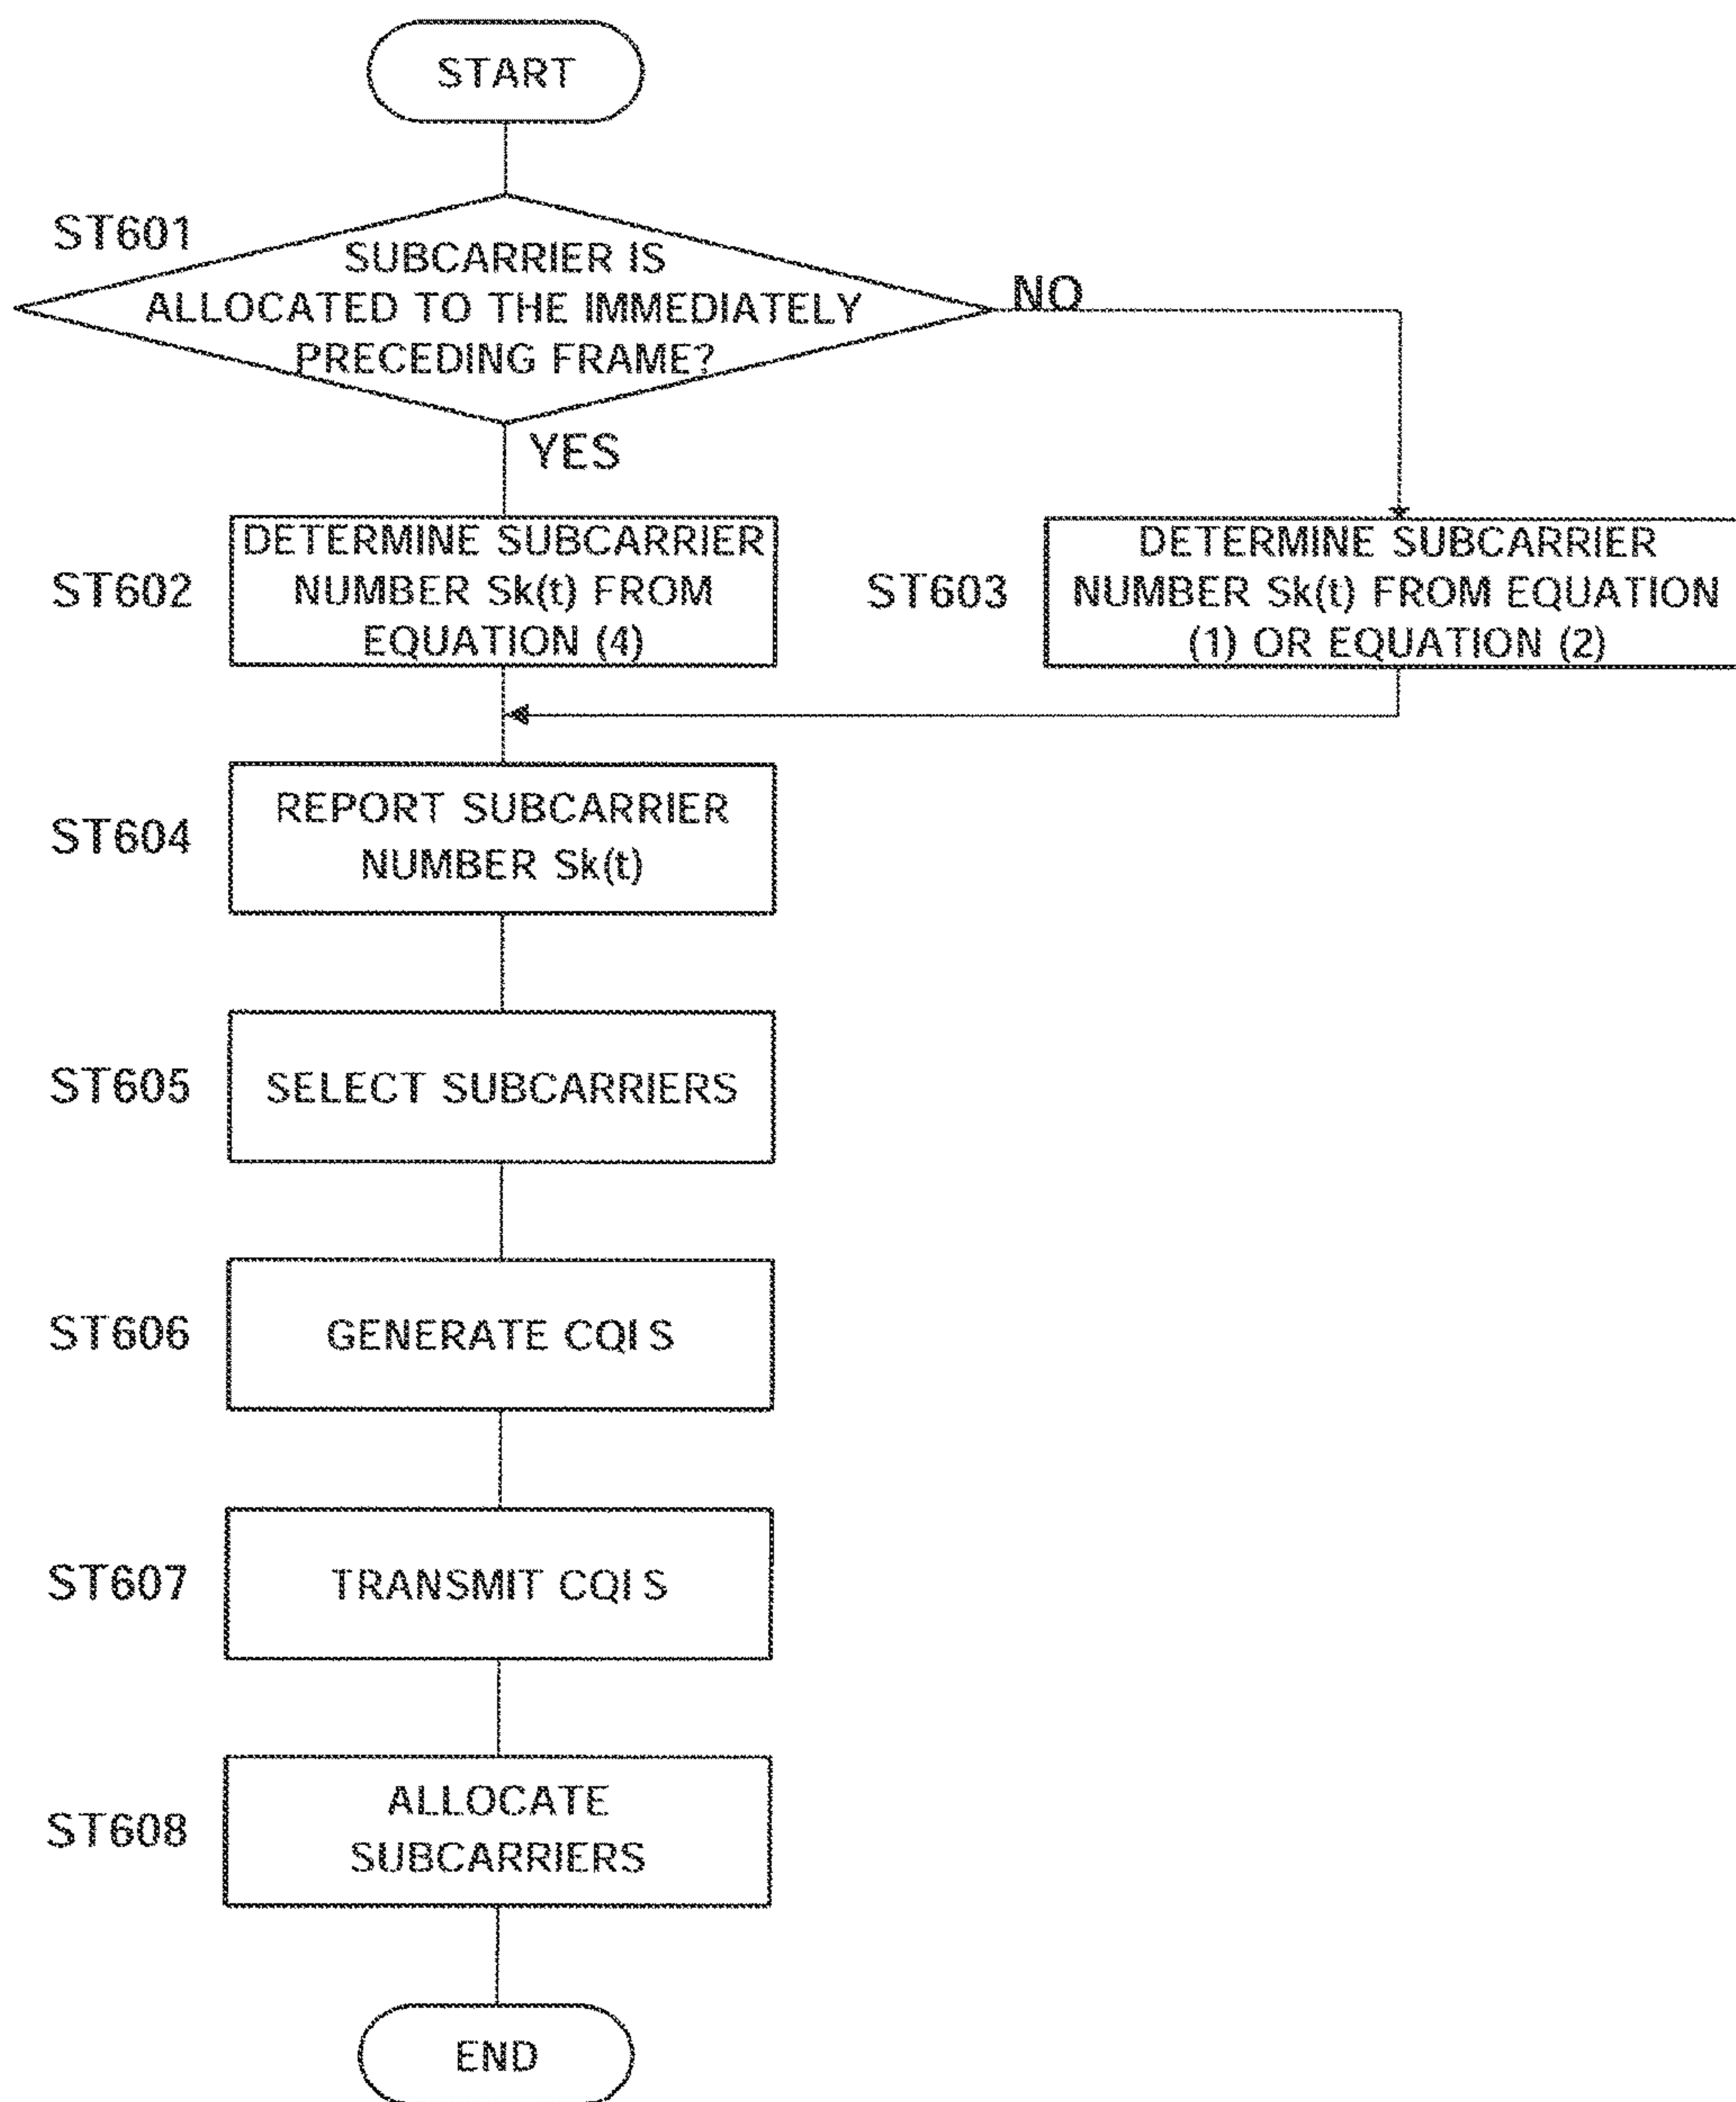 START
ST601
SUBCARRIER IS
ALLOCATED TO THE IMMEDIATELY
PRECEDING FRAME?
NO
YES
ST602
DETERMINE SUBCARRIER
NUMBER Sk(t) FROM
EQUATION (4)
ST603
DETERMINE SUBCARRIER
NUMBER Sk(t) FROM EQUATION
(1) OR EQUATION (2)
ST604
REPORT SUBCARRIER
NUMBER Sk(t)
ST605
SELECT SUBCARRIERS
ST606
GENERATE CQI S
ST607
TRANSMIT CQI S
ST608
ALLOCATE
SUBCARRIERS
END